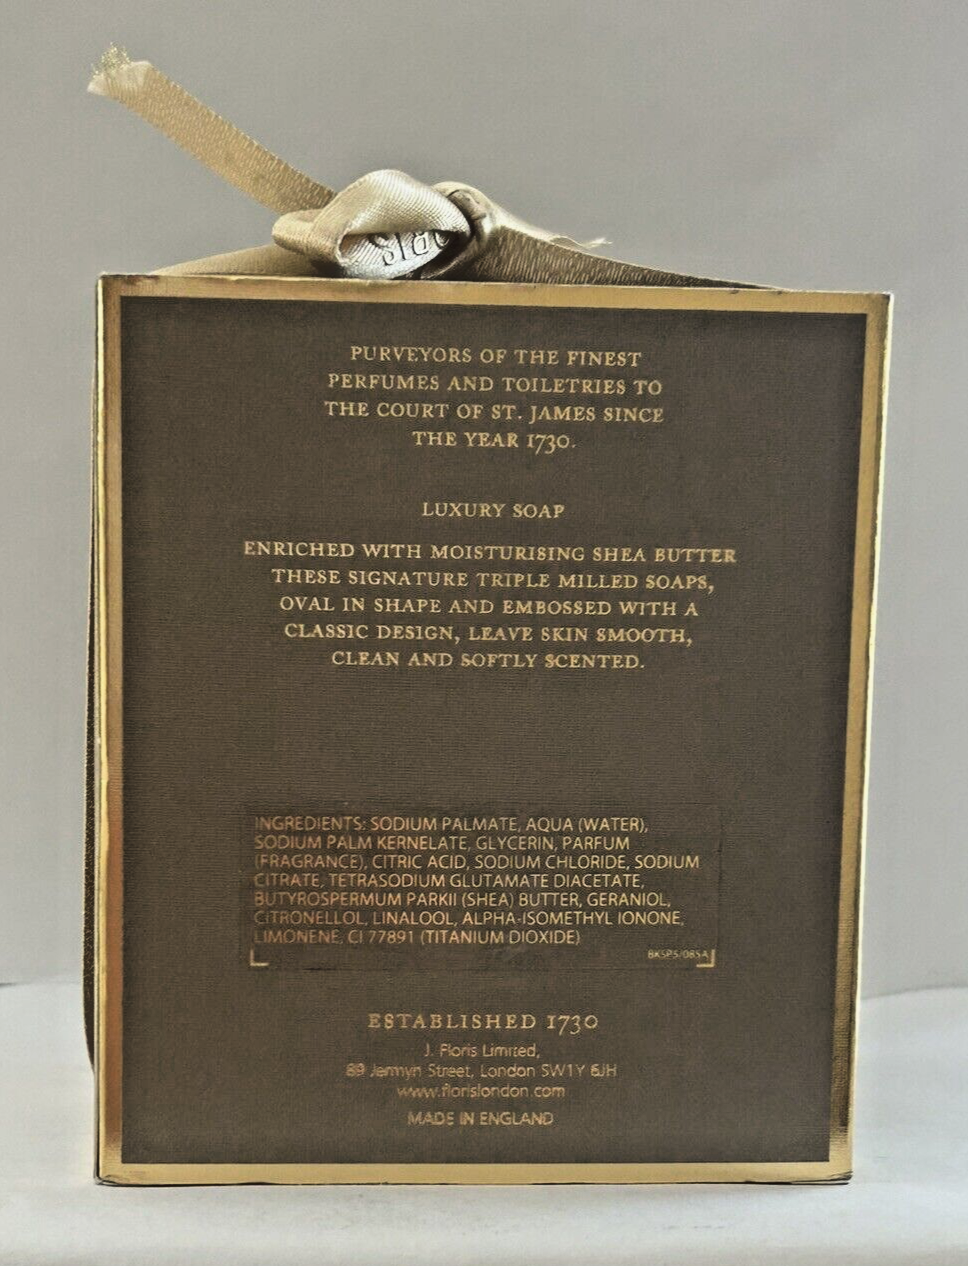 PURVEYORS OF THE FINEST
PERFUMES AND TOILETRIES TO
THE COURT OF ST. JAMES SINCE
THE YEAR 1730.
LUXURY SOAP
ENRICHED WITH MOISTURISING SHEA BUTTER
THESE SIGNATURE TRIPLE MILLED SOAPS,
OVAL IN SHAPE AND EMBOSSED WITH A
CLASSIC DESIGN, LEAVE SKIN SMOOTH,
CLEAN AND SOFTLY SCENTED.
INGREDIENTS: SODIUM PALMATE, AQUA (WATER),
SODIUM PALM KERNELATE, GLYCERIN, PARFUM
(FRAGRANCE), CITRIC ACID, SODIUM CHLORIDE, SODIUM
CITRATE, TETRASODIUM GLUTAMATE DIACETATE,
BUTYROSPERMUM PARKII (SHEA) BUTTER, GERANIOL,
CITRONELLOL, LINALOOL, ALPHA-ISOMETHYL IONONE,
LIMONENE, CI 77891 (TITANIUM DIOXIDE)
ESTABLISHED 1730
J. Floris Limited,
89 Jermyn Street, London SW1Y 6JH
www.florislondon.com
MADE IN ENGLAND